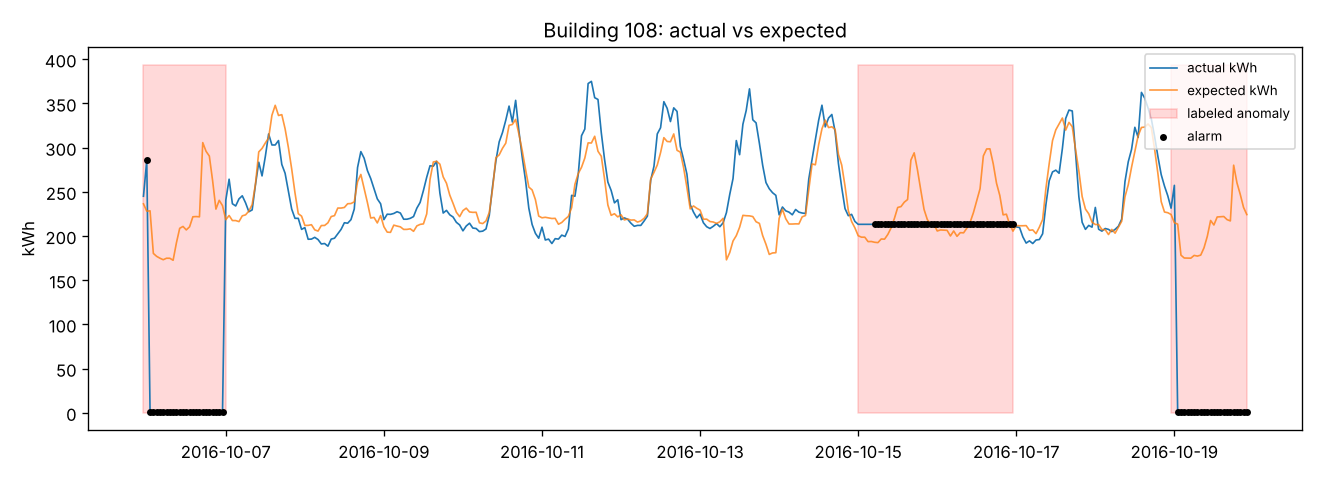 Building 108: actual vs expected
400
350
300
250
200
150
100
50
0
kWh
actual kWh
expected kWh
labeled anomaly
alarm
2016-10-07
2016-10-09
2016-10-11
2016-10-13
2016-10-15
2016-10-17
2016-10-19